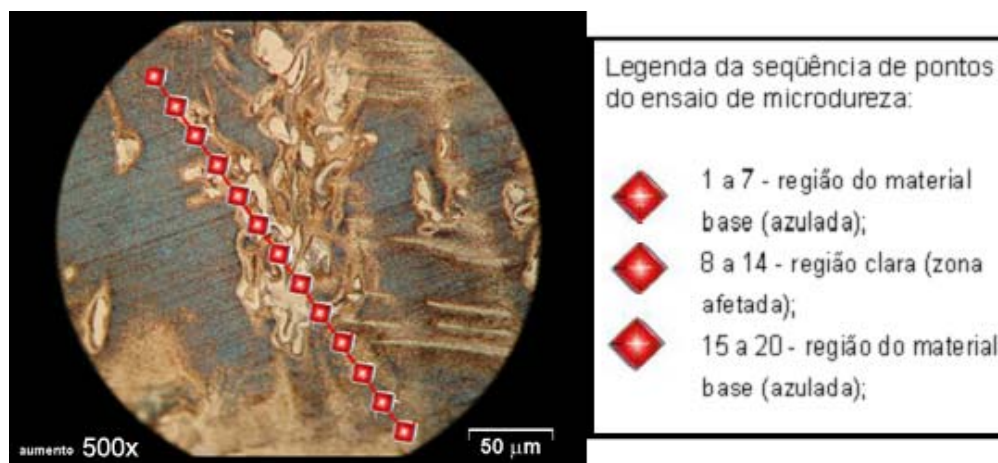 Legenda da seqüência de pontos
do ensaio de microdureza:
1 a 7 - região do material
base (azulada);
8 a 14 - região clara (zona
afetada);
15 a 20 - região do material
base (azulada);
aumento 500x
50 μm